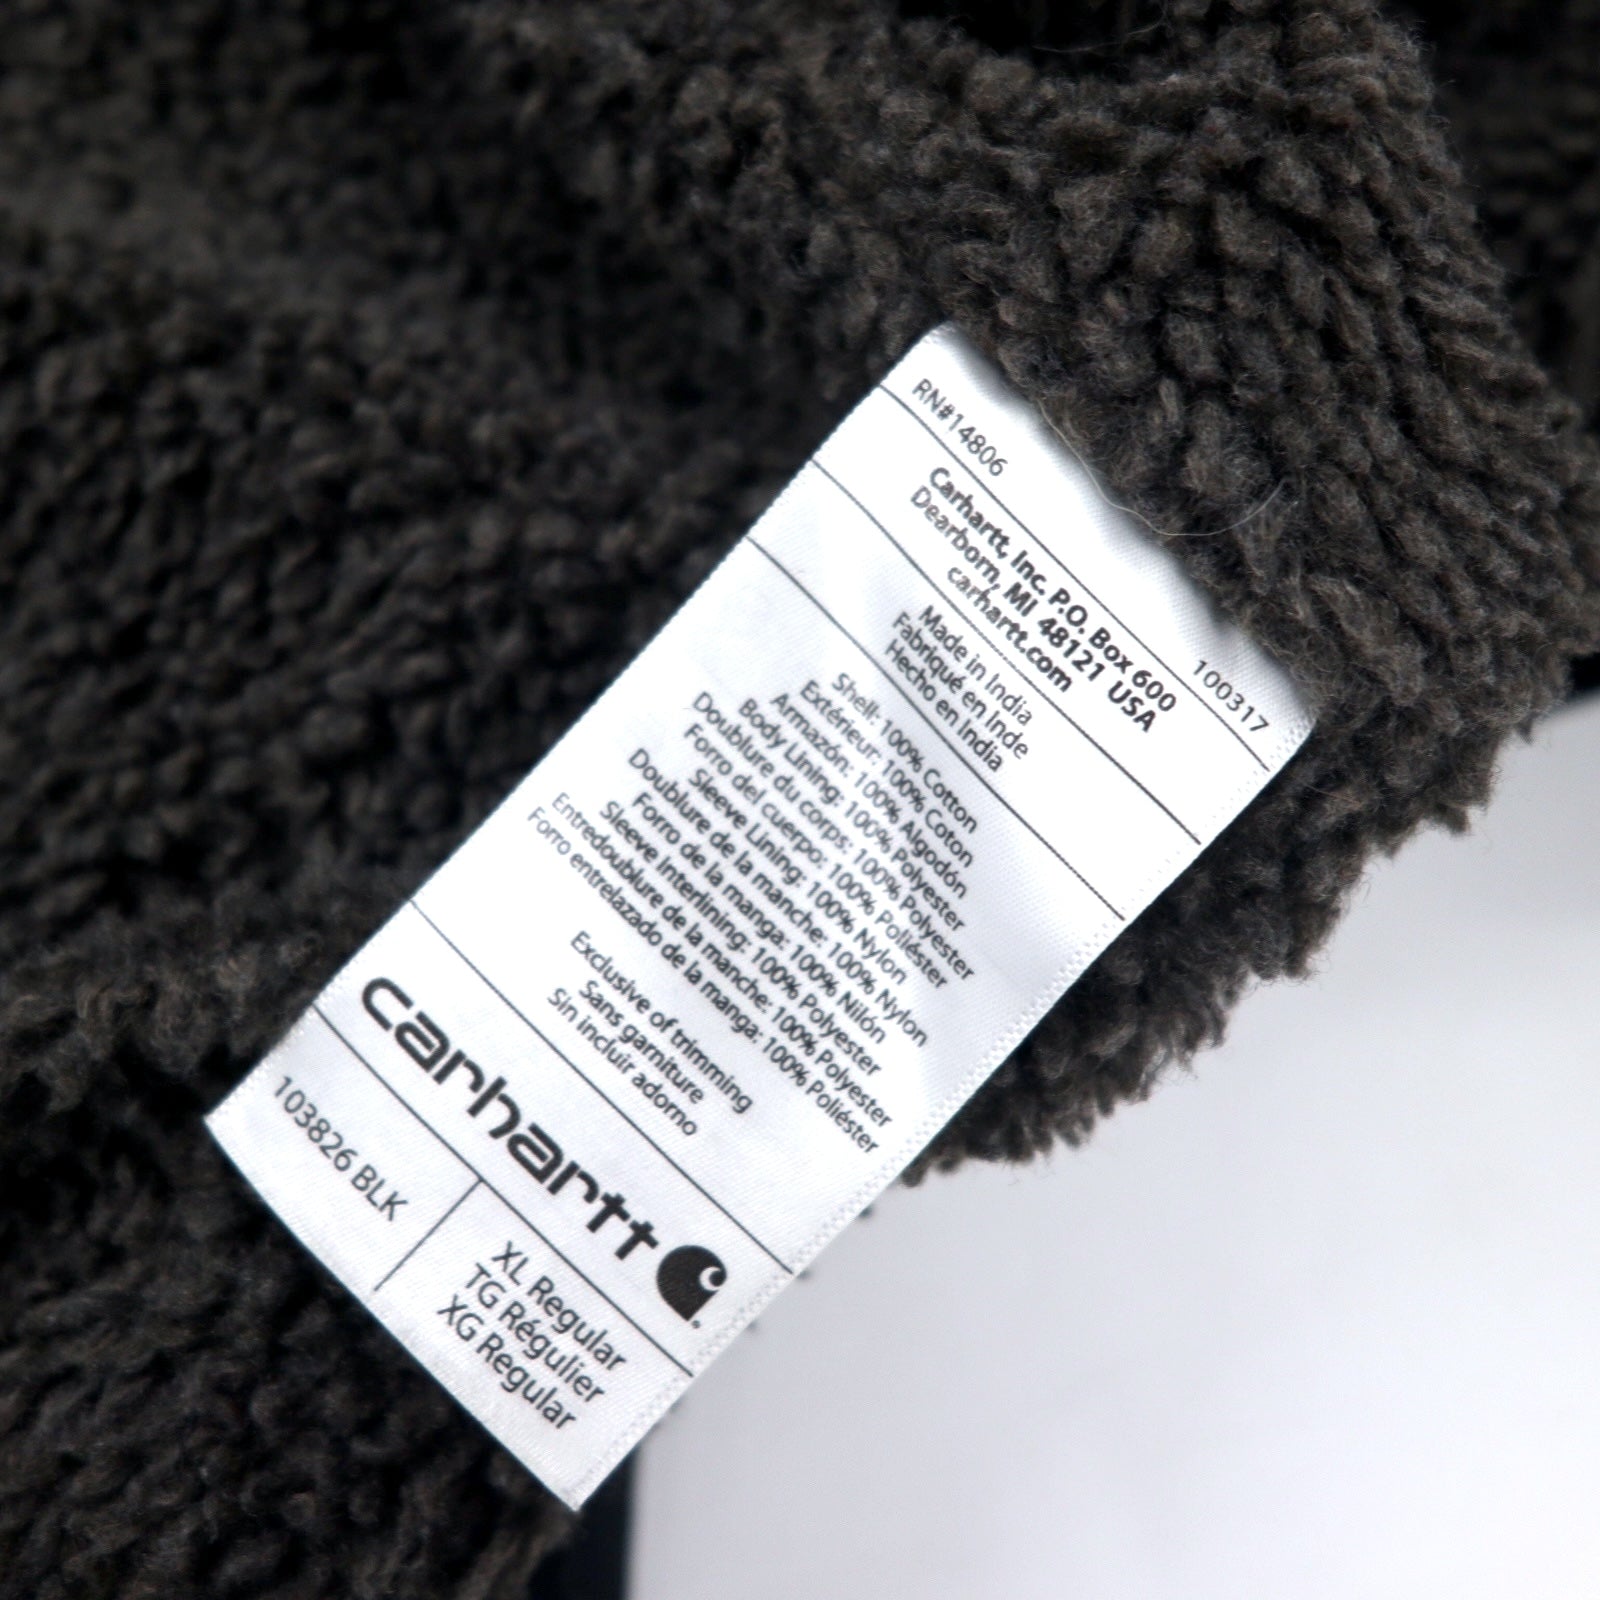 RN#14806 100317
Carhartt, Inc. P.O. Box 600
Dearborn, MI 48121 USA
carhartt.com
Made in India
Fabriqué en Inde
Hecho en India
Shell: 100% Cotton
Extérieur: 100% Coton
Armazón: 100% Algodón
Body Lining: 100% Polyester
Doublure du corps: 100% Polyester
Forro del cuerpo: 100% Poliéster
Sleeve Lining: 100% Nylon
Doublure de la manche: 100% Nylon
Forro de la manga: 100% Nilón
Sleeve Interlining: 100% Polyester
Entredoublure de la manche: 100% Polyester
Forro entrelazado de la manga: 100% Poliéster
Exclusive of trimming
Sans garniture
Sin incluir adorno
carhartt
103826 BLK
XL Regular
TG Régulier
XG Regular